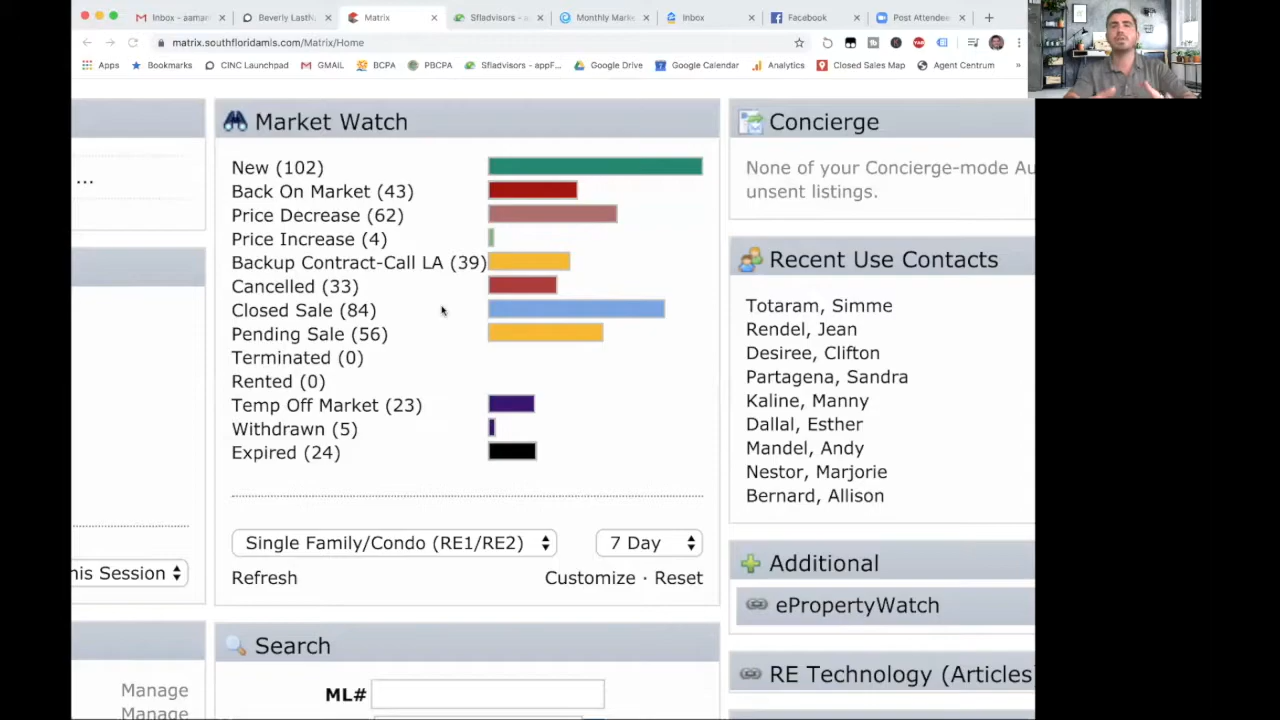 Inbox - aamar
Beverly LastN
Matrix
Sfladvisors - a
Monthly Mark
Inbox
Facebook
Post Attendee
matrix.southfloridamls.com/Matrix/Home
Apps
Bookmarks
CINC Launchpad
GMAIL
BCPA
PBCPA
Sfladvisors - appF...
Google Drive
Google Calendar
Analytics
Closed Sales Map
Agent Centrum
»
...
his Session
Manage
Manage
Market Watch
New (102)
Back On Market (43)
Price Decrease (62)
Price Increase (4)
Backup Contract-Call LA (39)
Cancelled (33)
Closed Sale (84)
Pending Sale (56)
Terminated (0)
Rented (0)
Temp Off Market (23)
Withdrawn (5)
Expired (24)
Single Family/Condo (RE1/RE2)
7 Day
Refresh
Customize · Reset
Search
ML#
Concierge
None of your Concierge-mode Au
unsent listings.
Recent Use Contacts
Totaram, Simme
Rendel, Jean
Desiree, Clifton
Partagena, Sandra
Kaline, Manny
Dallal, Esther
Mandel, Andy
Nestor, Marjorie
Bernard, Allison
Additional
ePropertyWatch
RE Technology (Articles)